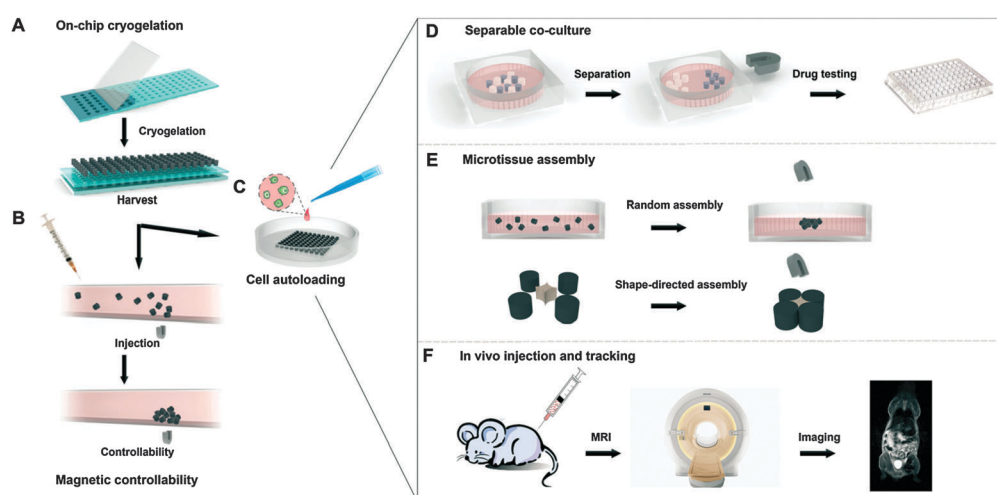 A
On-chip cryogelation
Cryogelation
Harvest
B
Injection
Controllability
Magnetic controllability
C
Cell autoloading
D
Separable co-culture
Separation
Drug testing
E
Microtissue assembly
Random assembly
Shape-directed assembly
F
In vivo injection and tracking
MRI
Imaging